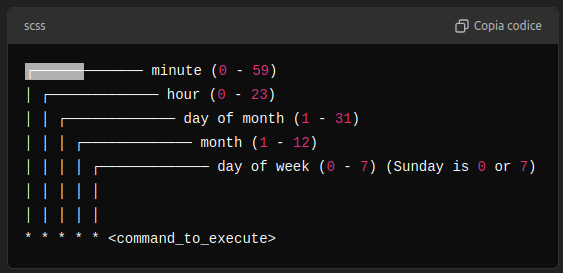 scss
Copia codice
┌───────────── minute (0 - 59)
│ ┌───────────── hour (0 - 23)
│ │ ┌───────────── day of month (1 - 31)
│ │ │ ┌───────────── month (1 - 12)
│ │ │ │ ┌───────────── day of week (0 - 7) (Sunday is 0 or 7)
│ │ │ │ │
│ │ │ │ │
* * * * * <command_to_execute>